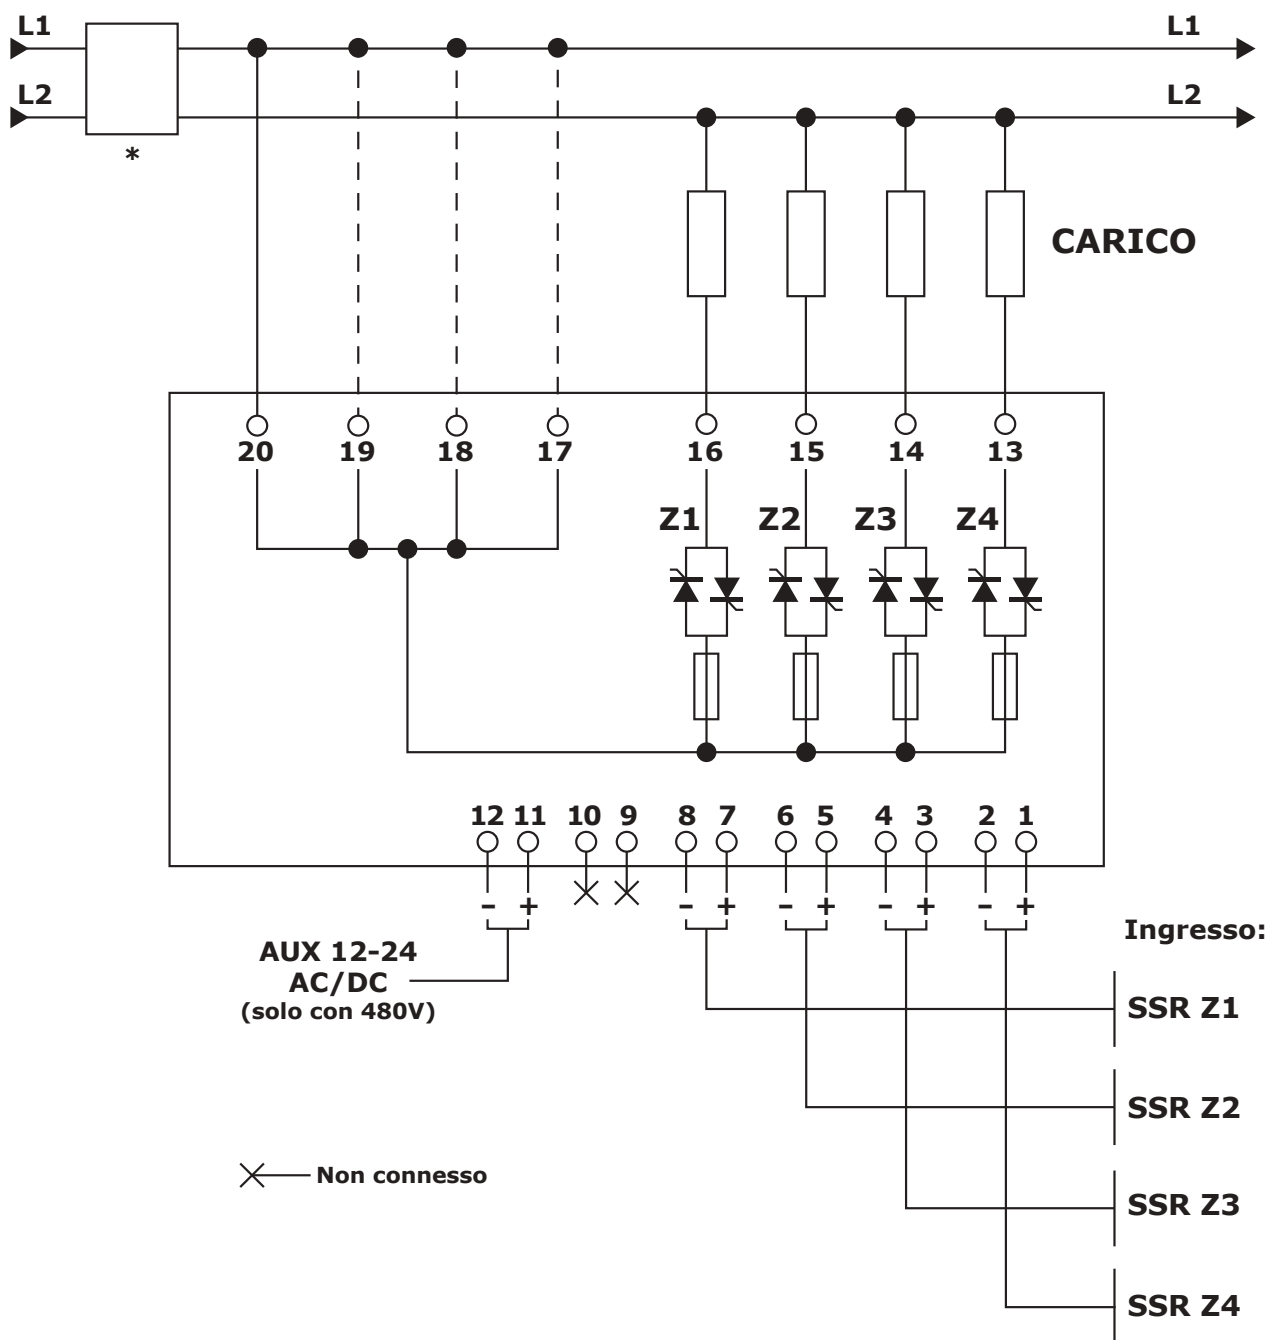 L1 L1
L2 L2
*
CARICO
20 19 18 17 16 15 14 13
Z1 Z2 Z3 Z4
12 11 10 9 8 7 6 5 4 3 2 1
- + - + - + - + - +
Ingresso:
AUX 12-24
AC/DC
(solo con 480V)
SSR Z1
SSR Z2
Non connesso
SSR Z3
SSR Z4